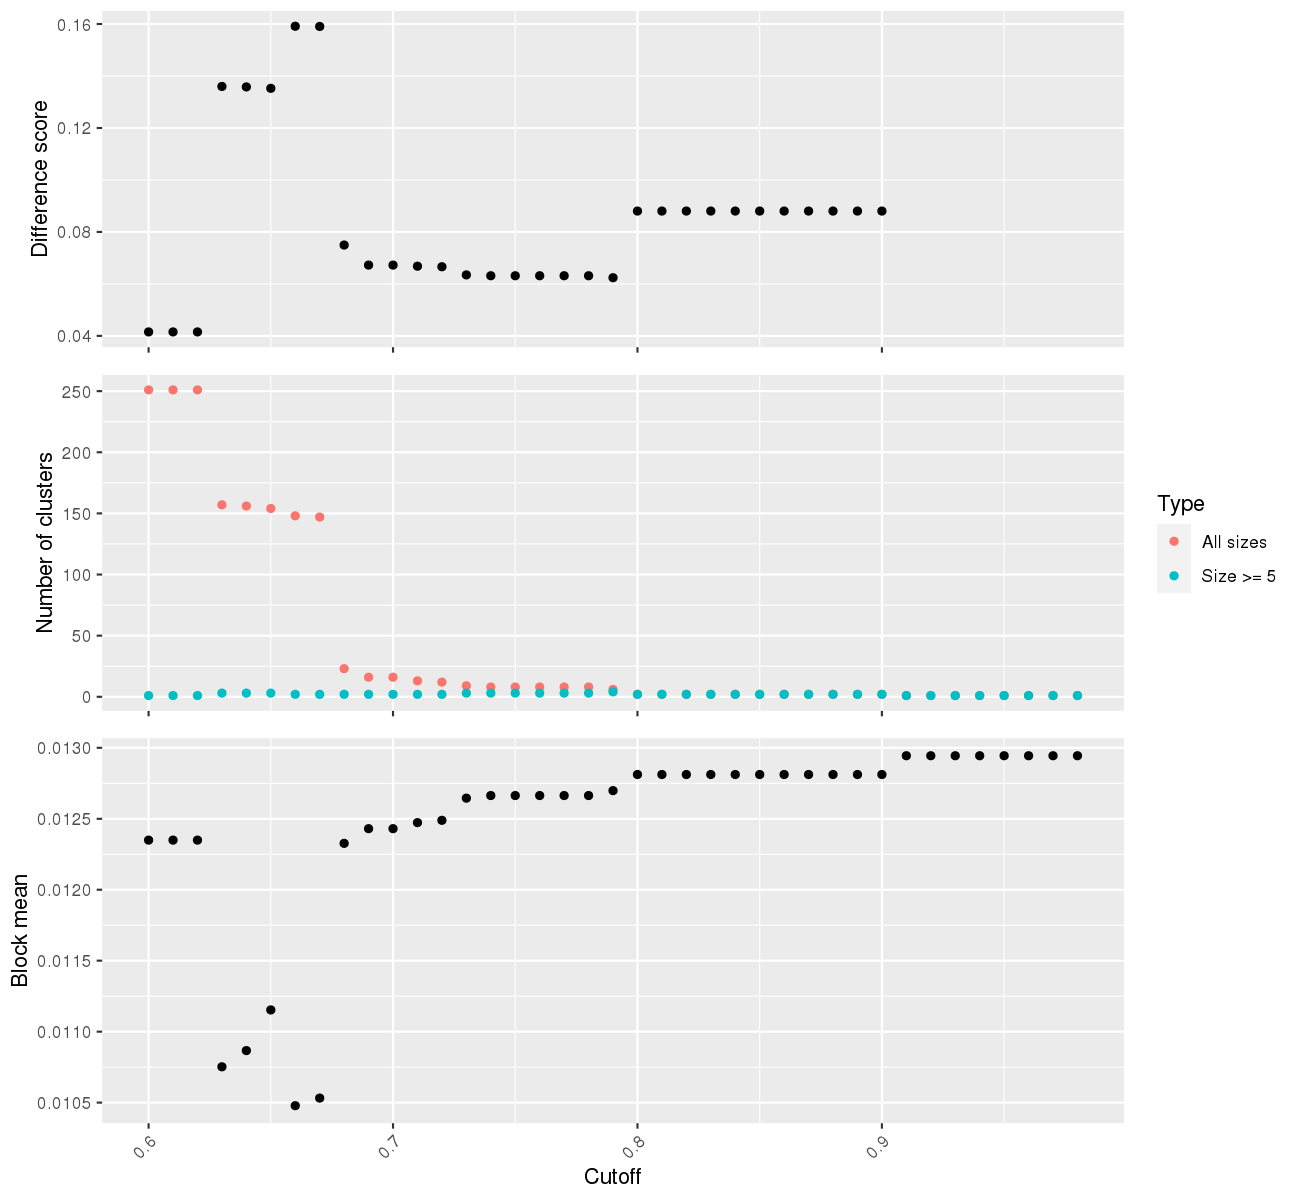 0.16
0.12
0.08
0.04
Difference score
250
200
150
100
50
0
Number of clusters
Type
All sizes
Size >= 5
0.0130
0.0125
0.0120
0.0115
0.0110
0.0105
Block mean
0.6
0.7
0.8
0.9
Cutoff